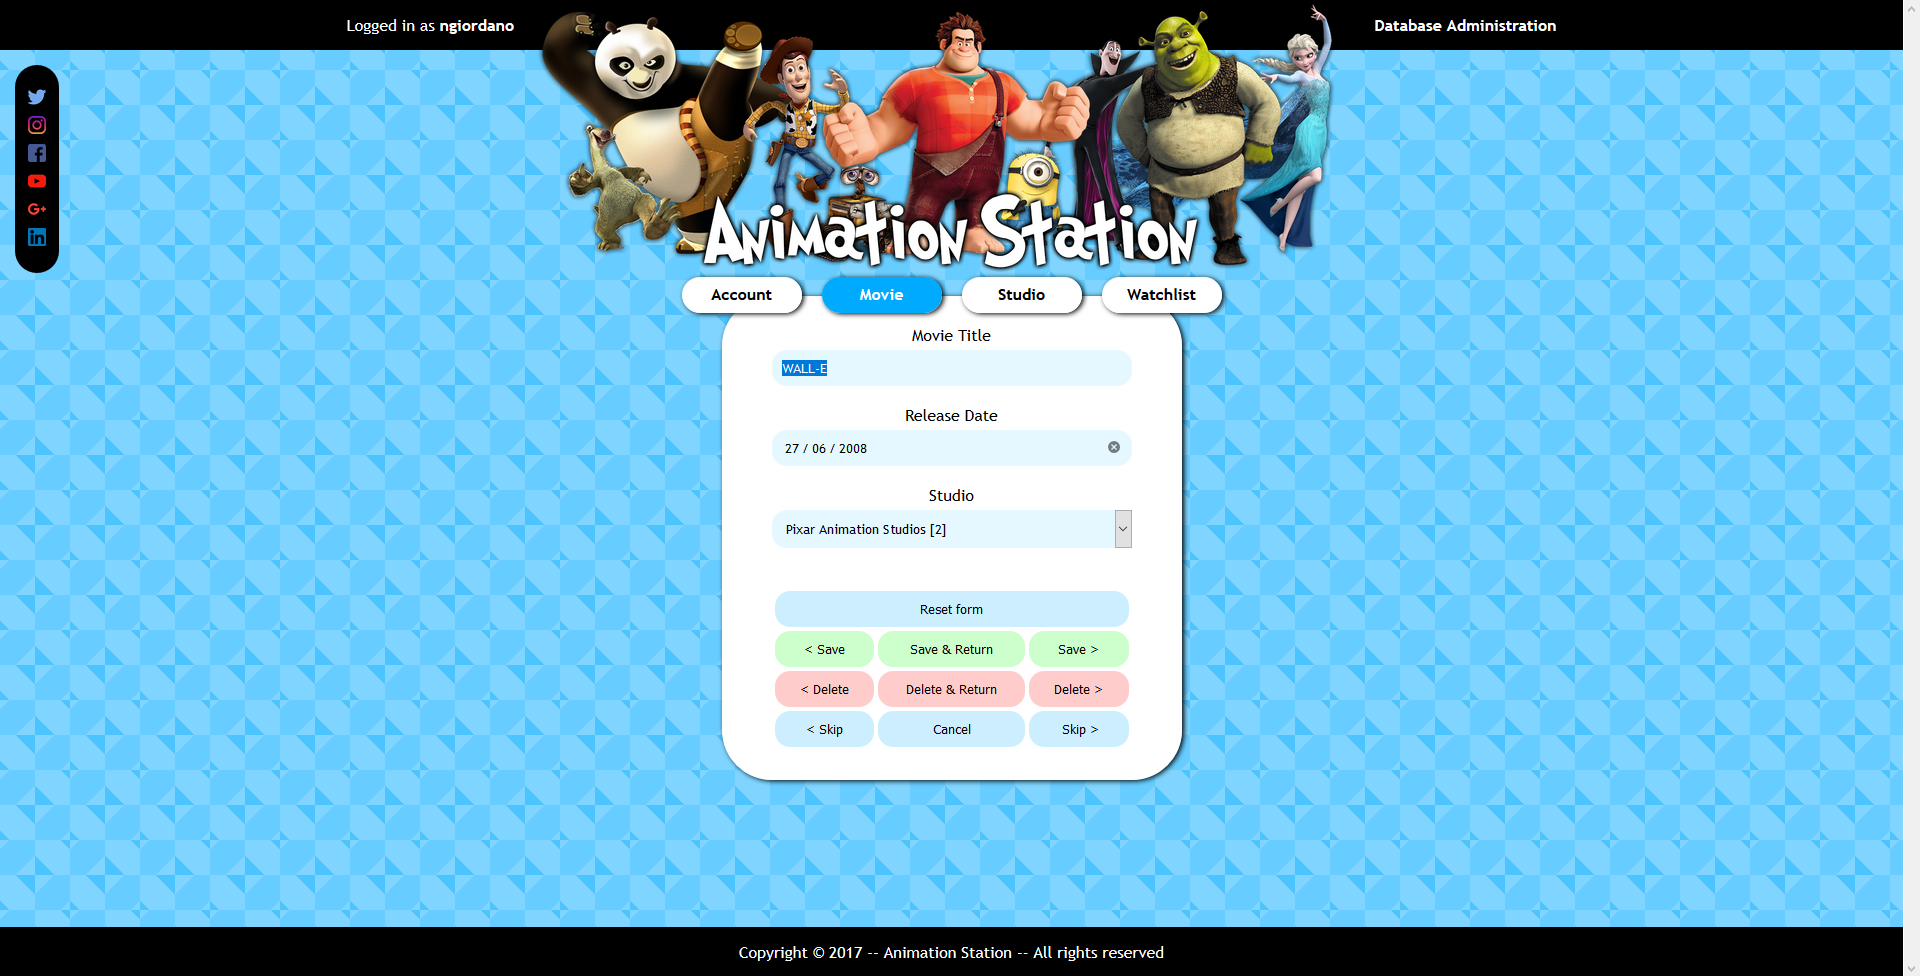 Logged in as ngiordano
Database Administration
Animation Station
Account
Movie
Studio
Watchlist
Movie Title
WALL-E
Release Date
27 / 06 / 2008
Studio
Pixar Animation Studios [2]
Reset form
< Save
Save & Return
Save >
< Delete
Delete & Return
Delete >
< Skip
Cancel
Skip >
Copyright © 2017 -- Animation Station -- All rights reserved